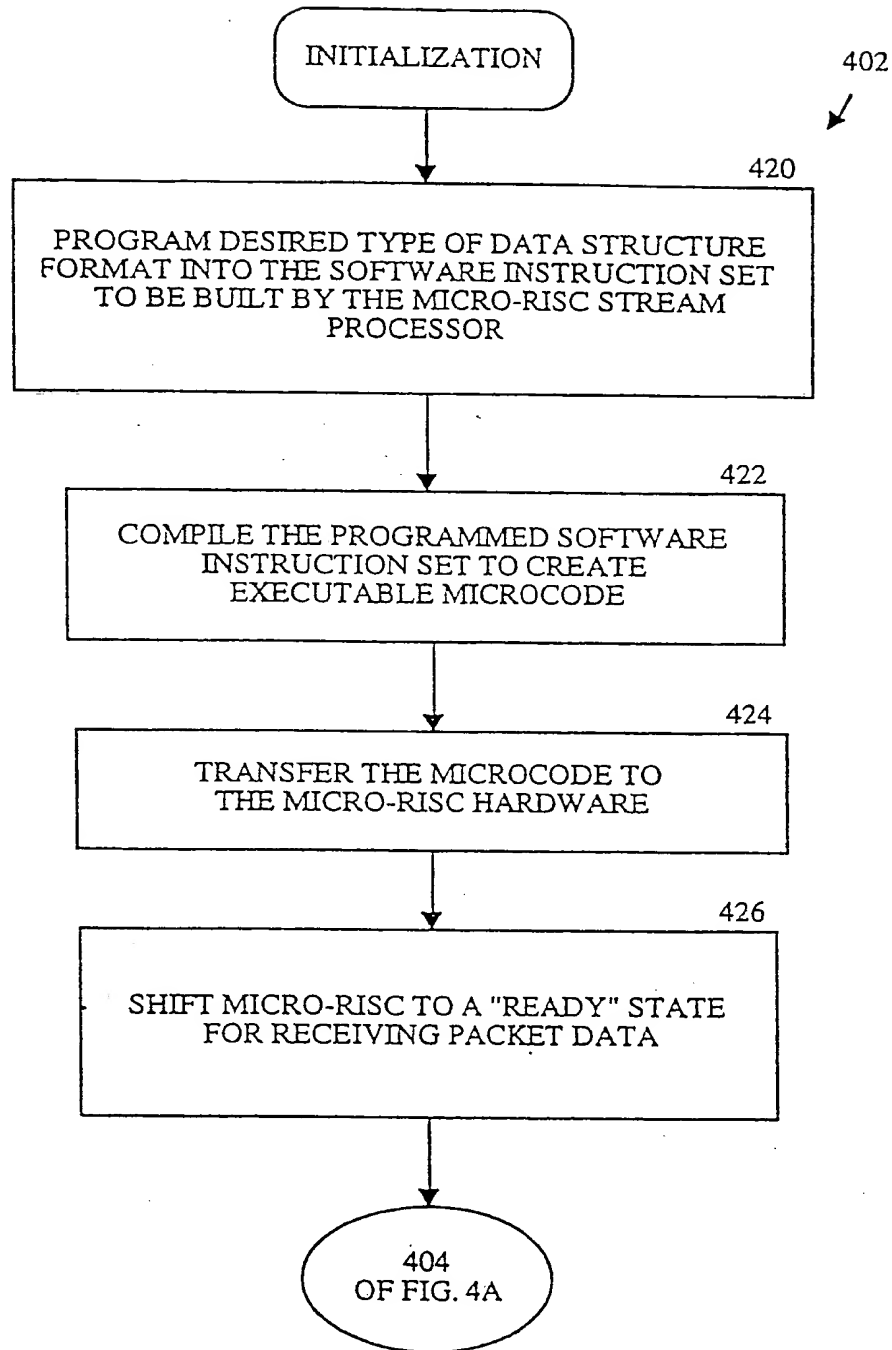 INITIALIZATION
402
420
PROGRAM DESIRED TYPE OF DATA STRUCTURE
FORMAT INTO THE SOFTWARE INSTRUCTION SET
TO BE BUILT BY THE MICRO-RISC STREAM
PROCESSOR
422
COMPILE THE PROGRAMMED SOFTWARE
INSTRUCTION SET TO CREATE
EXECUTABLE MICROCODE
424
TRANSFER THE MICROCODE TO
THE MICRO-RISC HARDWARE
426
SHIFT MICRO-RISC TO A "READY" STATE
FOR RECEIVING PACKET DATA
404
OF FIG. 4A